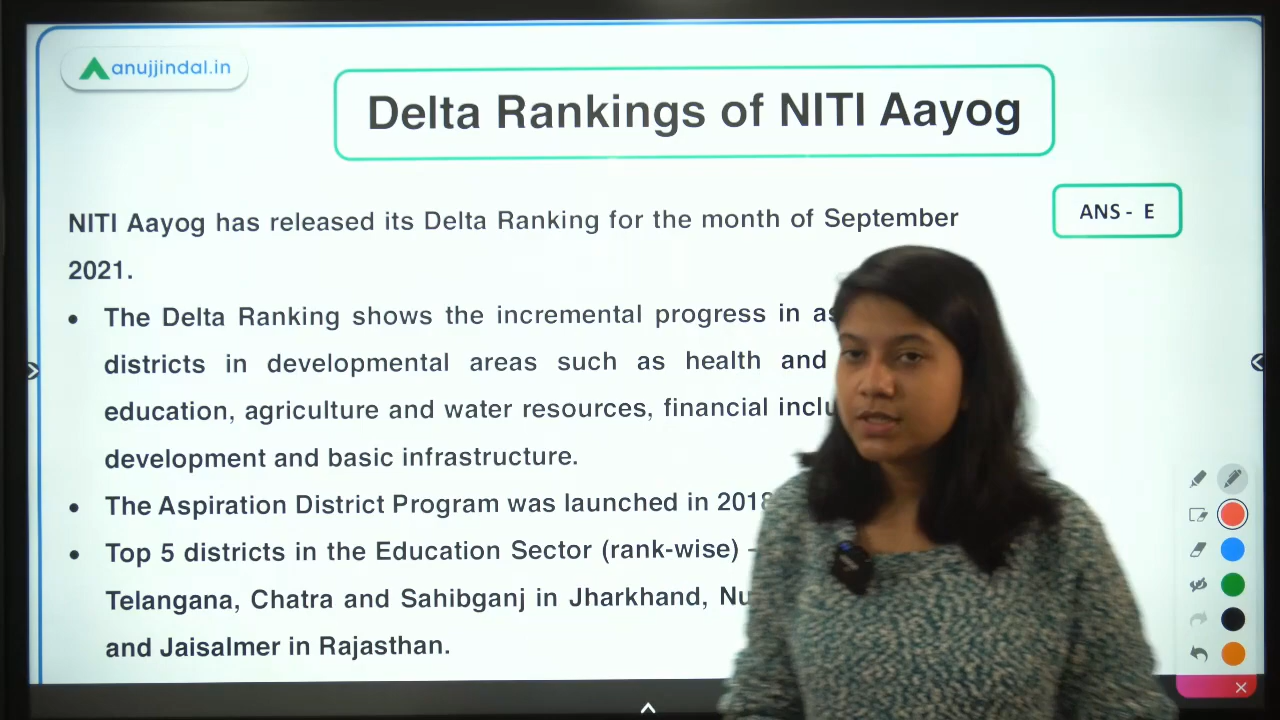 anujjindal.in
Delta Rankings of NITI Aayog
ANS - E
NITI Aayog has released its Delta Ranking for the month of September
2021.
• The Delta Ranking shows the incremental progress in
districts in developmental areas such as health and
education, agriculture and water resources, financial
development and basic infrastructure.
• The Aspiration District Program was launched in 2018
• Top 5 districts in the Education Sector (rank-wise) -
Telangana, Chatra and Sahibganj in Jharkhand,
and Jaisalmer in Rajasthan.